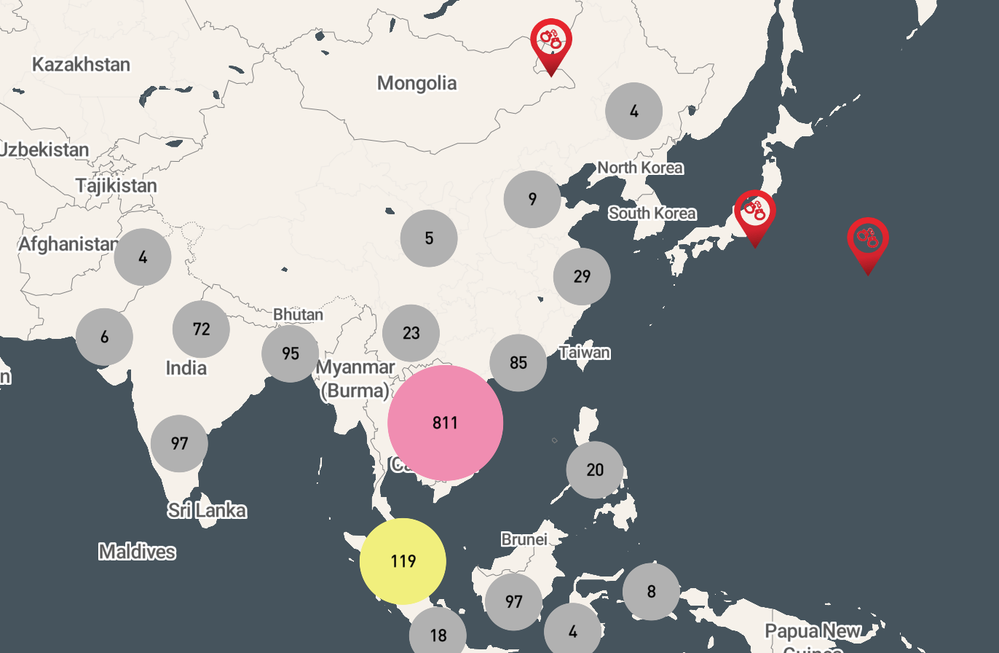 Kazakhstan
Mongolia
4
Uzbekistan
North Korea
Tajikistan
9
South Korea
5
Afghanistan
4
29
Bhutan
72
23
6
95
Taiwan
85
India
Myanmar
(Burma)
n
811
97
20
Sri Lanka
Brunei
Maldives
119
8
97
4
Papua New
Guinea
18